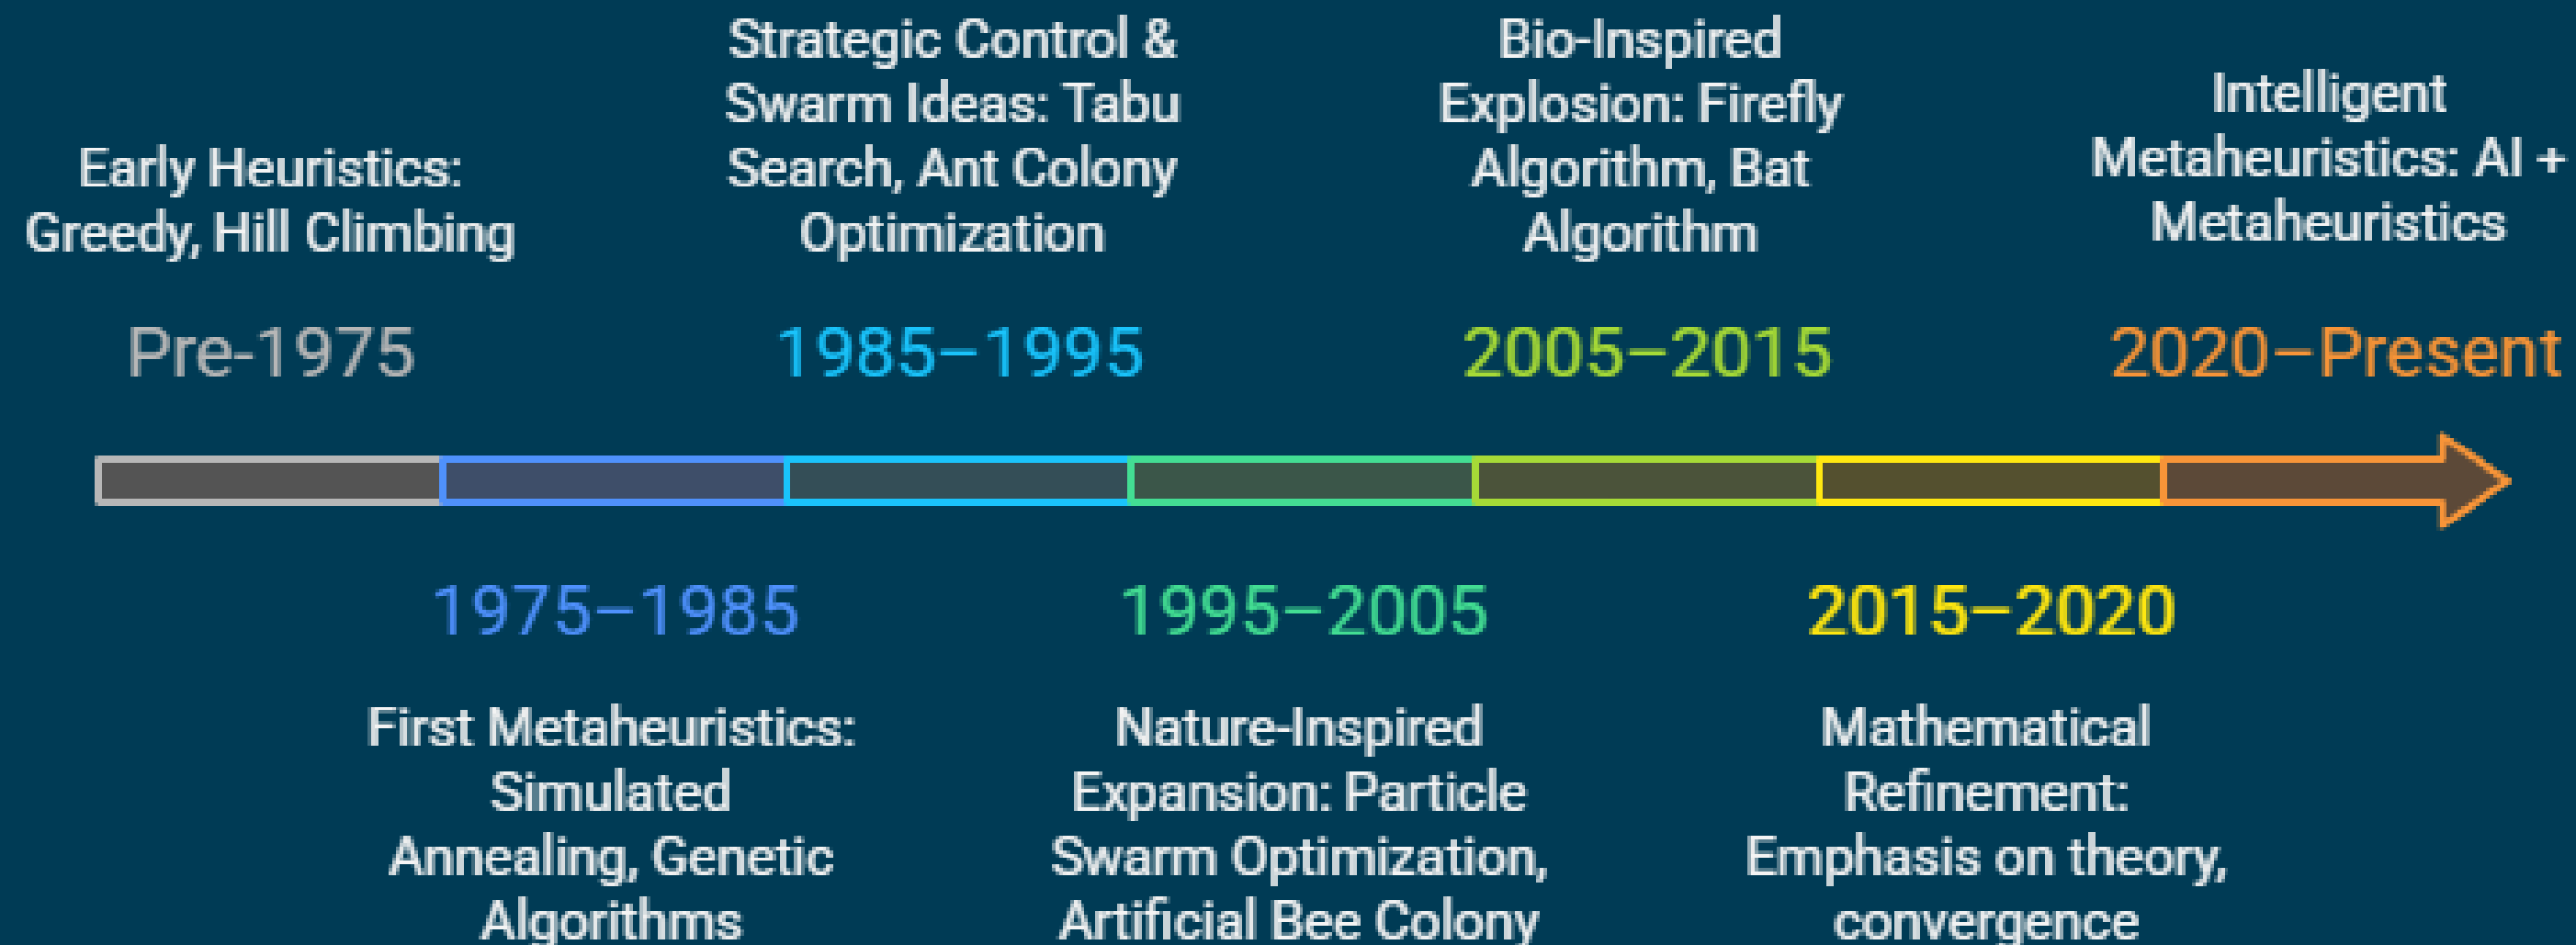 Early Heuristics:
Greedy, Hill Climbing
Pre-1975
1975–1985
First Metaheuristics:
Simulated
Annealing, Genetic
Algorithms
Strategic Control &
Swarm Ideas: Tabu
Search, Ant Colony
Optimization
1985–1995
1995–2005
Nature-Inspired
Expansion: Particle
Swarm Optimization,
Artificial Bee Colony
Bio-Inspired
Explosion: Firefly
Algorithm, Bat
Algorithm
2005–2015
2015–2020
Mathematical
Refinement:
Emphasis on theory,
convergence
Intelligent
Metaheuristics: AI +
Metaheuristics
2020–Present